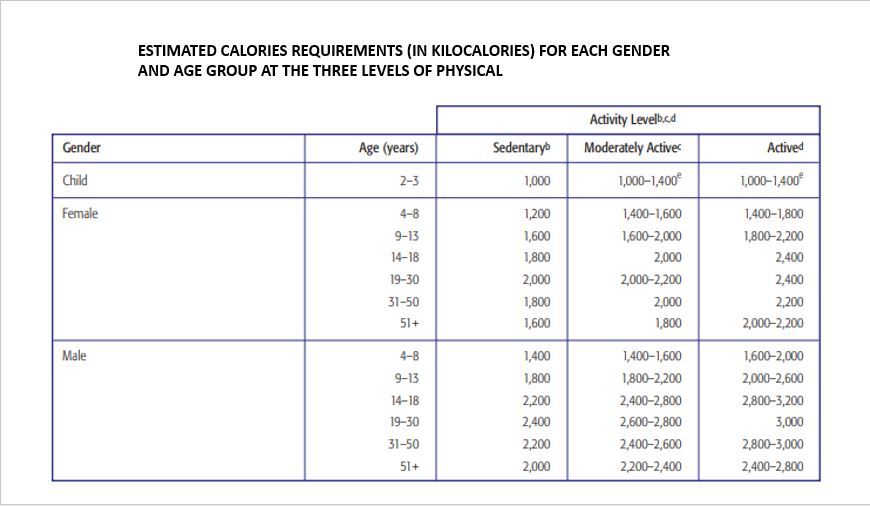 ESTIMATED CALORIES REQUIREMENTS (IN KILOCALORIES) FOR EACH GENDER
AND AGE GROUP AT THE THREE LEVELS OF PHYSICAL
Activity Levelb,c,d
Gender Age (years) Sedentaryb Moderately Activec Actived
Child 2–3 1,000 1,000–1,400e 1,000–1,400e
Female 4–8 1,200 1,400–1,600 1,400–1,800
9–13 1,600 1,600–2,000 1,800–2,200
14–18 1,800 2,000 2,400
19–30 2,000 2,000–2,200 2,400
31–50 1,800 2,000 2,200
51+ 1,600 1,800 2,000–2,200
Male 4–8 1,400 1,400–1,600 1,600–2,000
9–13 1,800 1,800–2,200 2,000–2,600
14–18 2,200 2,400–2,800 2,800–3,200
19–30 2,400 2,600–2,800 3,000
31–50 2,200 2,400–2,600 2,800–3,000
51+ 2,000 2,200–2,400 2,400–2,800